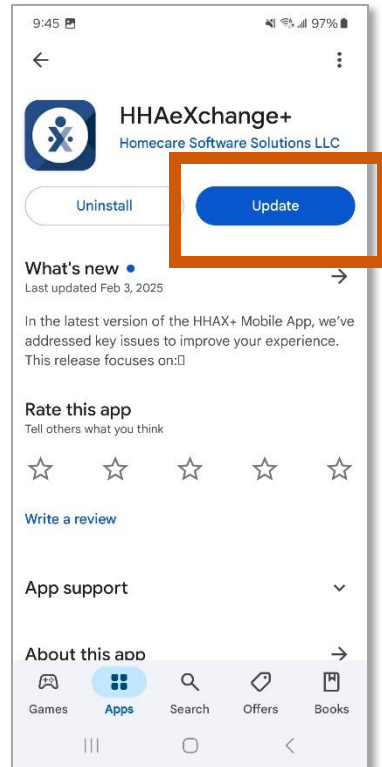 9:45 97%
HHAeXchange+
Homecare Software Solutions LLC
Uninstall Update
What's new
Last updated Feb 3, 2025
In the latest version of the HHAX+ Mobile App, we've
addressed key issues to improve your experience.
This release focuses on:▯
Rate this app
Tell others what you think
Write a review
App support
About this app
Games Apps Search Offers Books